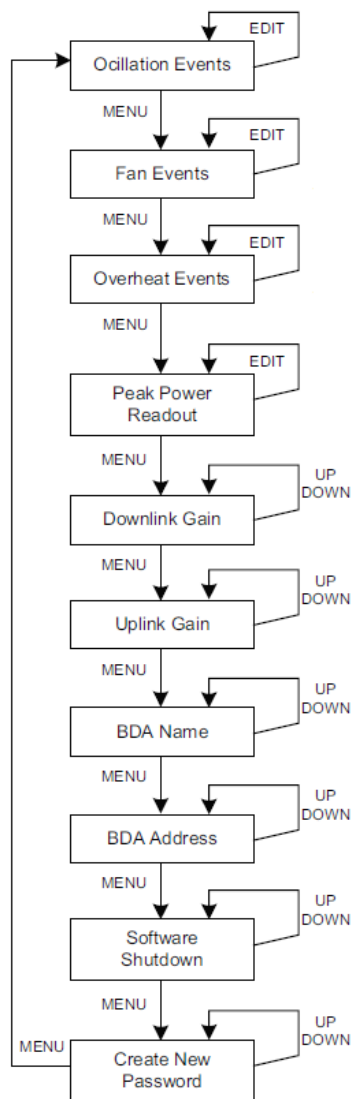 EDIT
Ocillation Events
MENU
EDIT
Fan Events
MENU
EDIT
Overheat Events
MENU
EDIT
Peak Power
Readout
MENU
UP
DOWN
Downlink Gain
MENU
UP
DOWN
Uplink Gain
MENU
UP
DOWN
BDA Name
MENU
UP
DOWN
BDA Address
MENU
UP
DOWN
Software
Shutdown
MENU
UP
DOWN
MENU
Create New
Password